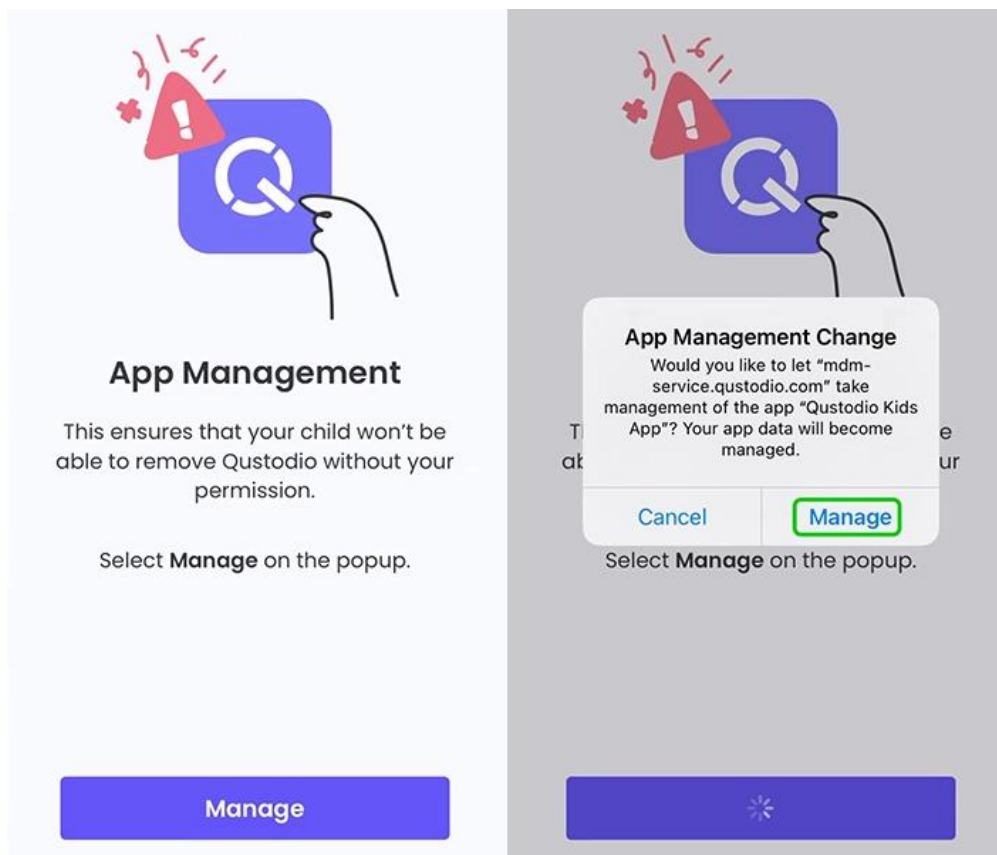 App Management
This ensures that your child won't be
able to remove Qustodio without your
permission.
Select Manage on the popup.
Manage
App Management Change
Would you like to let “mdm-
service.qustodio.com” take
management of the app “Qustodio Kids
App”? Your app data will become
managed.
Cancel
Manage
Select Manage on the popup.